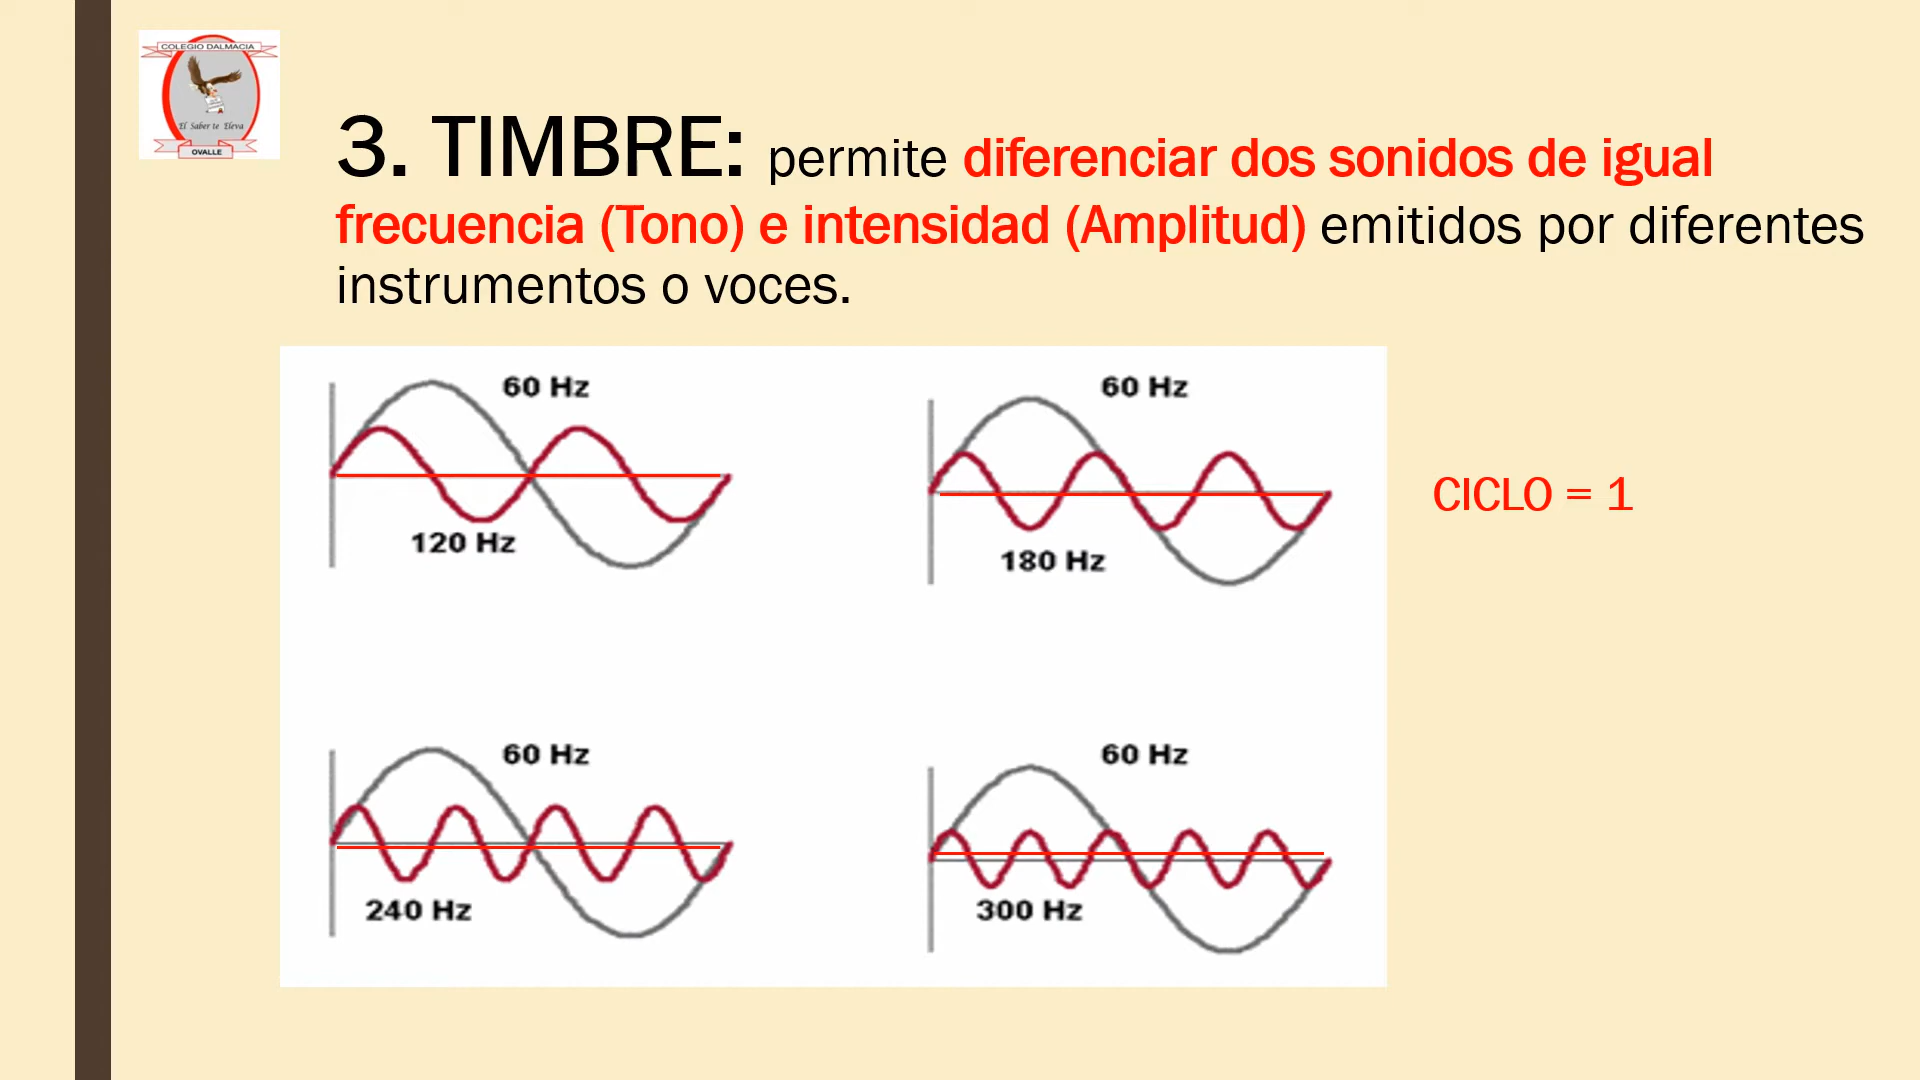 COLEGIO DALMACIA
El Saber te Eleva
OVALLE
3. TIMBRE: permite diferenciar dos sonidos de igual
frecuencia (Tono) e intensidad (Amplitud) emitidos por diferentes
instrumentos o voces.
60 Hz
120 Hz
60 Hz
180 Hz
CICLO = 1
60 Hz
240 Hz
60 Hz
300 Hz